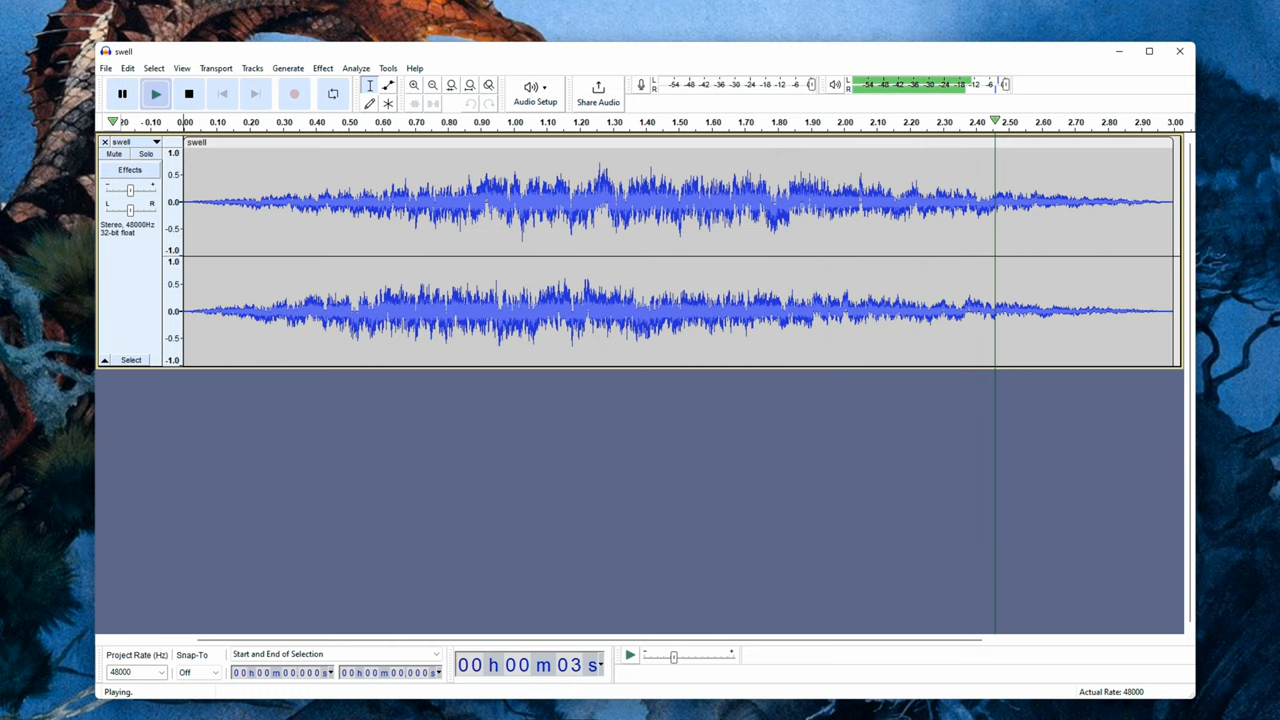 swell
File Edit Select View Transport Tracks Generate Effect Analyze Tools Help
Audio Setup
Share Audio
L R -54 -48 -42 -36 -30 -24 -18 -12 -6
L R -54 -48 -42 -36 -30 -24 -18 -12 -6
-0.10 0.00 0.10 0.20 0.30 0.40 0.50 0.60 0.70 0.80 0.90 1.00 1.10 1.20 1.30 1.40 1.50 1.60 1.70 1.80 1.90 2.00 2.10 2.20 2.30 2.40 2.50 2.60 2.70 2.80 2.90 3.00
swell
swell
Mute Solo
Effects
- +
L R
Stereo, 48000Hz
32-bit float
Select
1.0
0.5
0.0
-0.5
-1.0
1.0
0.5
0.0
-0.5
-1.0
Project Rate (Hz) Snap-To Start and End of Selection
48000 Off 00 h 00 m 00.000 s 00 h 00 m 00.000 s
00 h 00 m 03 s
- +
Playing.
Actual Rate: 48000